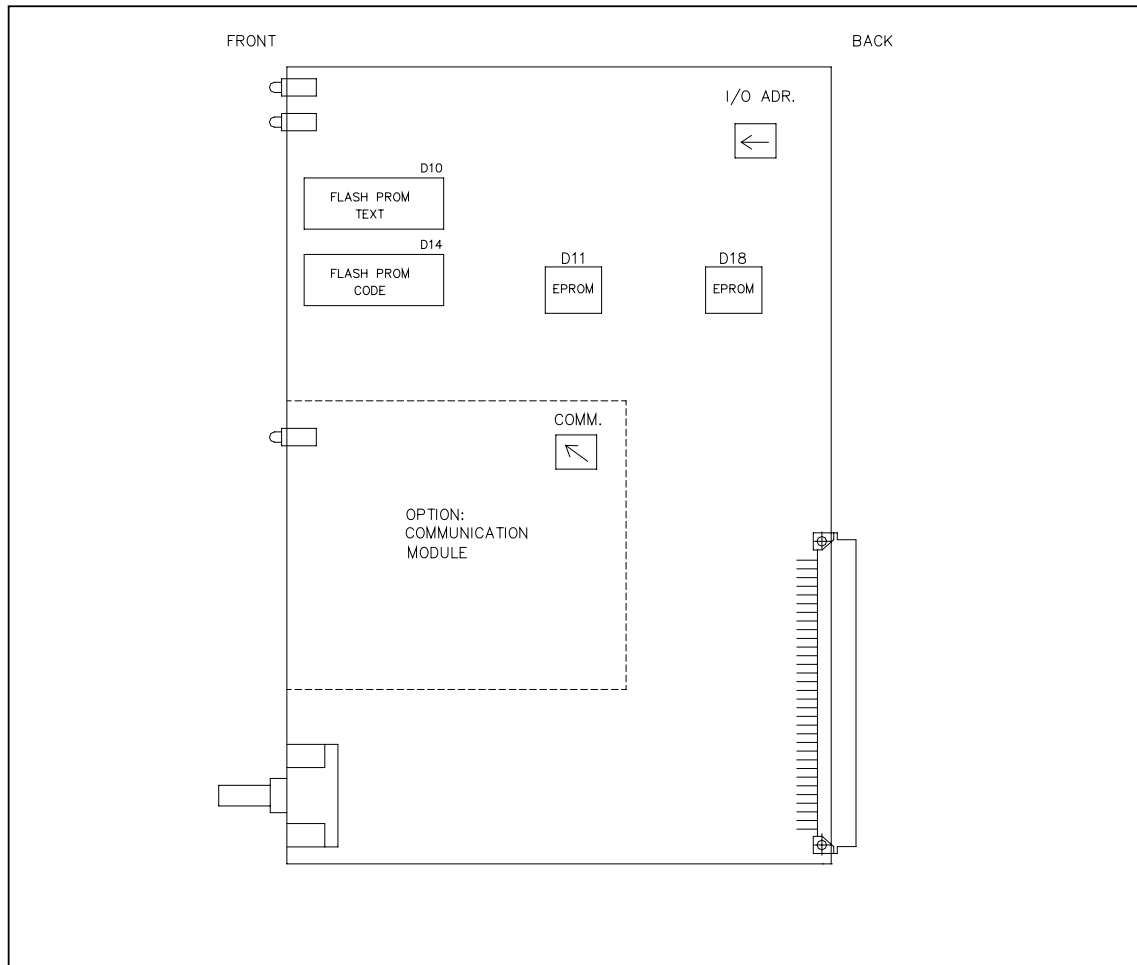 FRONT
BACK
I/O ADR.
D10
FLASH PROM
TEXT
D14
FLASH PROM
CODE
D11
EPROM
D18
EPROM
COMM.
OPTION:
COMMUNICATION
MODULE